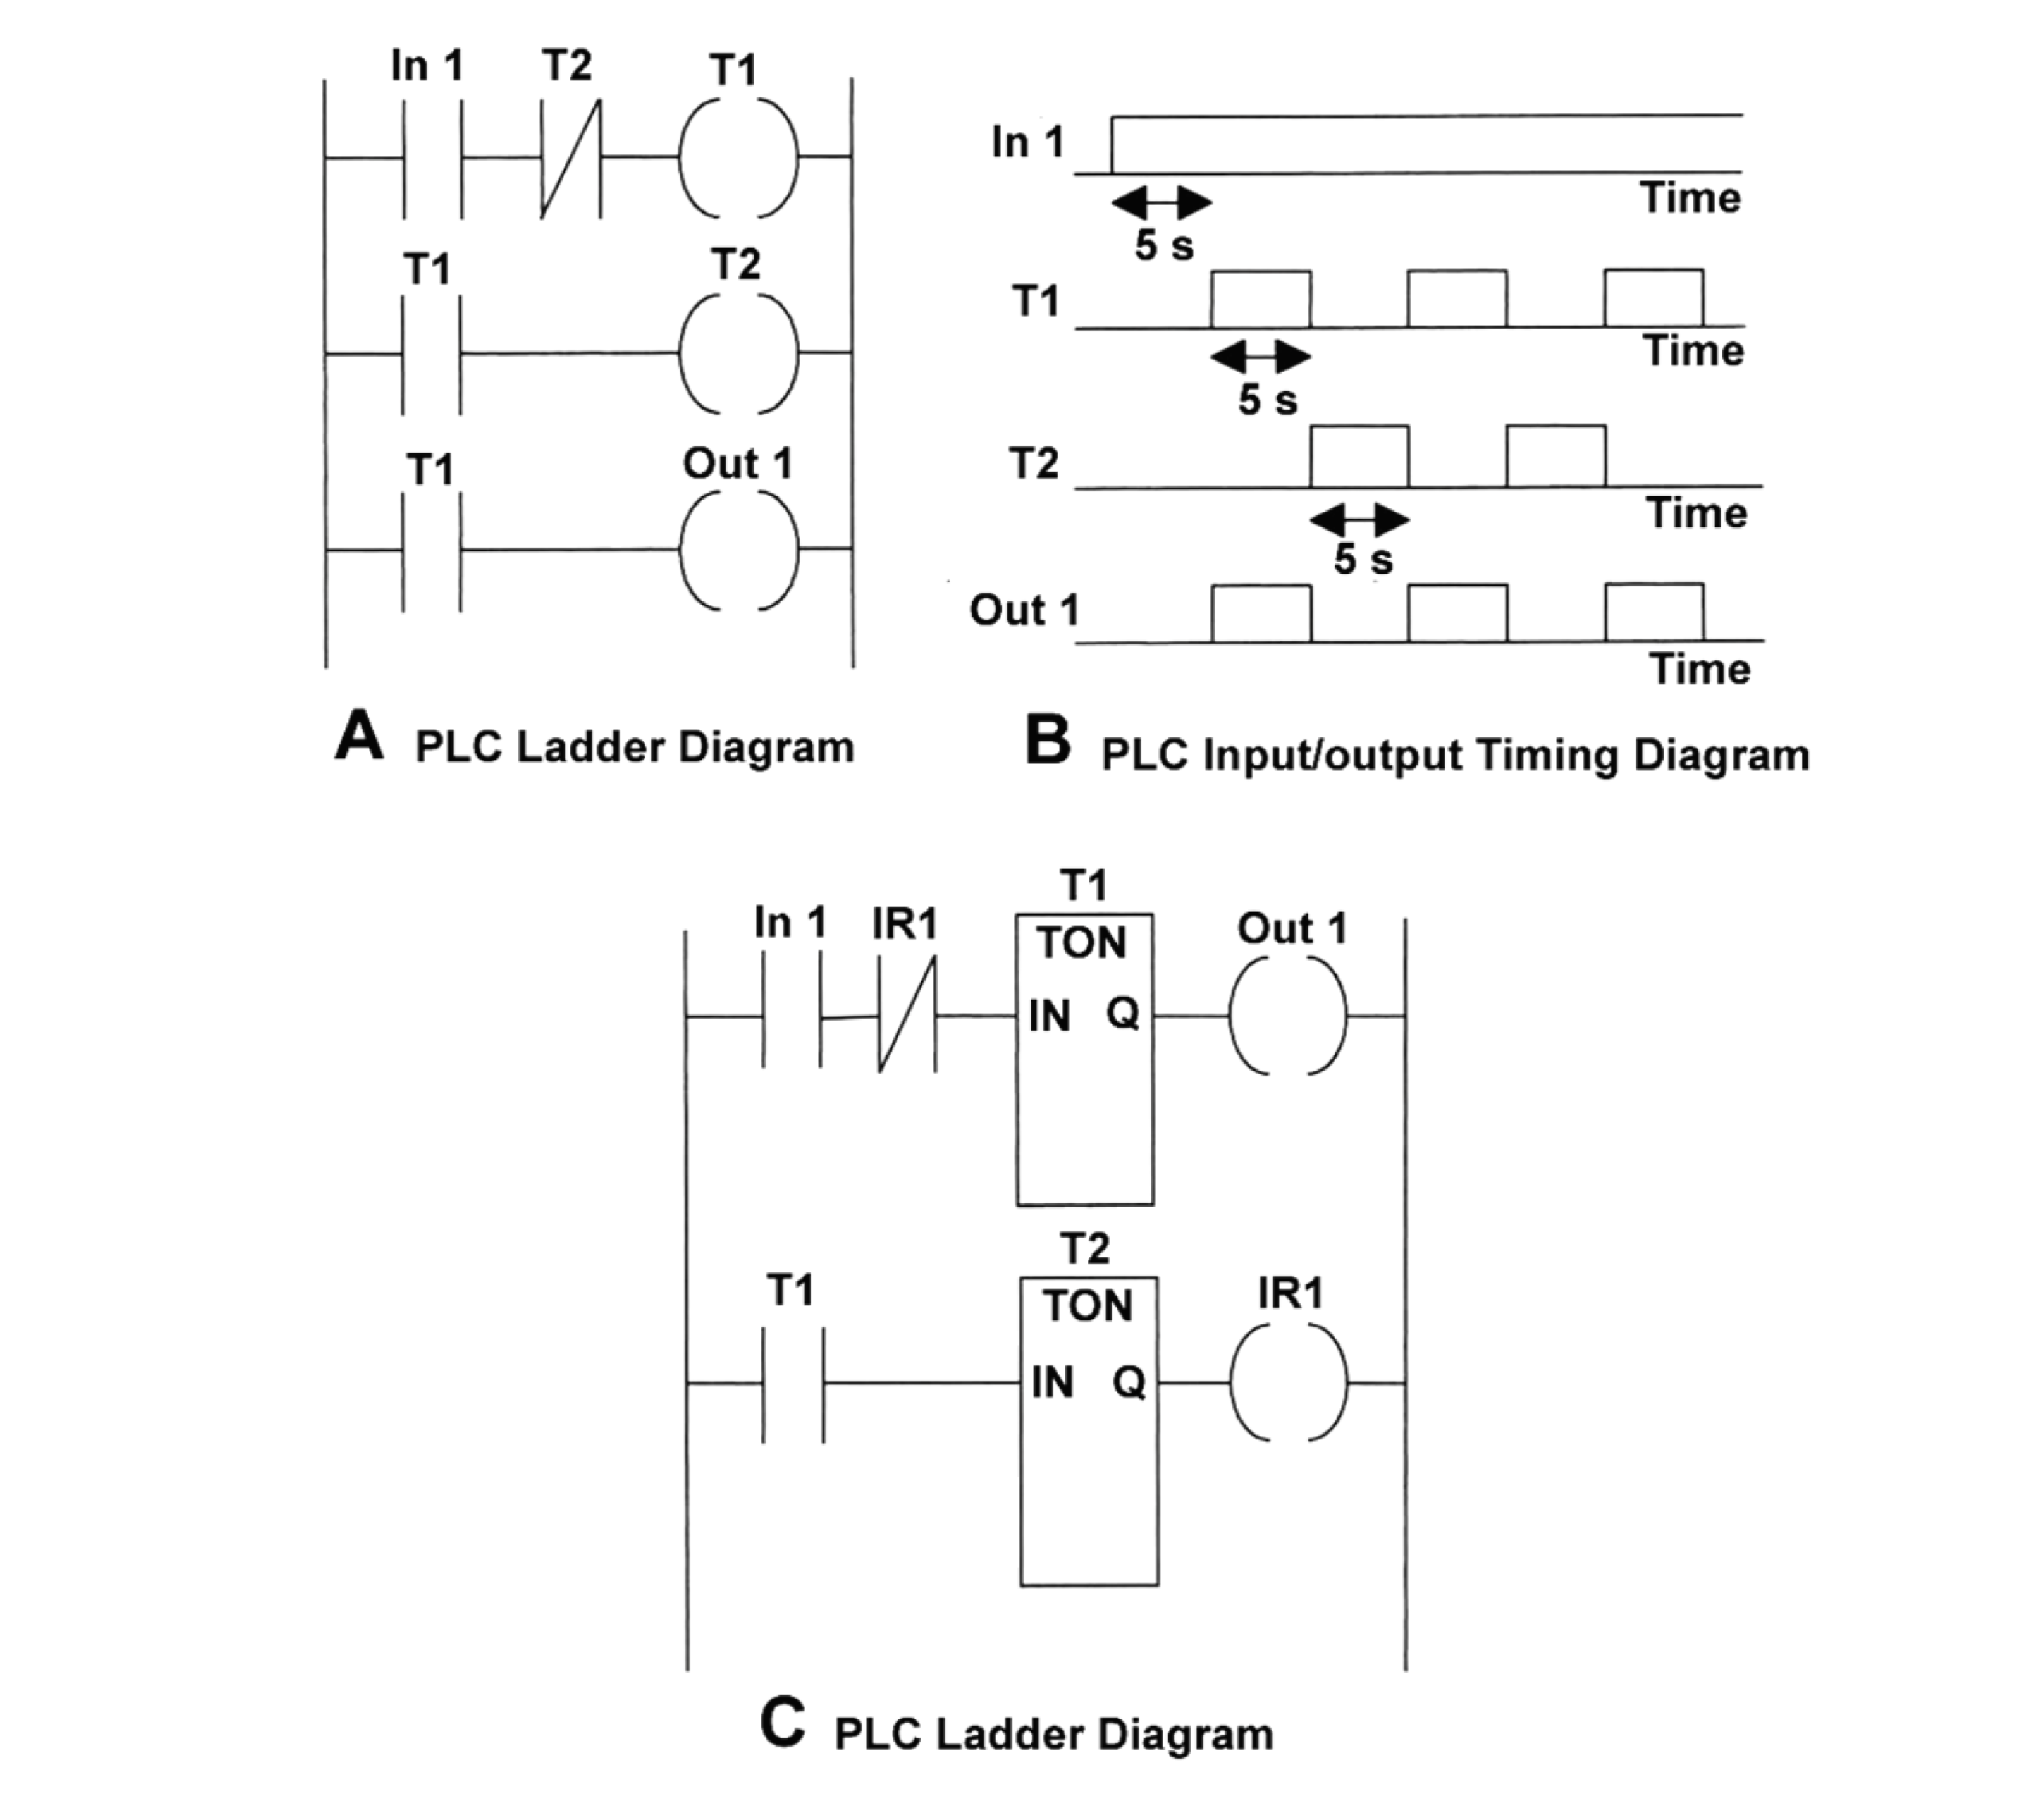 In 1 T2 T1
T1 T2
T1 Out 1
A PLC Ladder Diagram
In 1
Time
5 s
T1
Time
5 s
T2
Time
5 s
Out 1
Time
B PLC Input/output Timing Diagram
T1
In 1 IR1 TON Out 1
IN Q
T2
T1 TON IR1
IN Q
C PLC Ladder Diagram